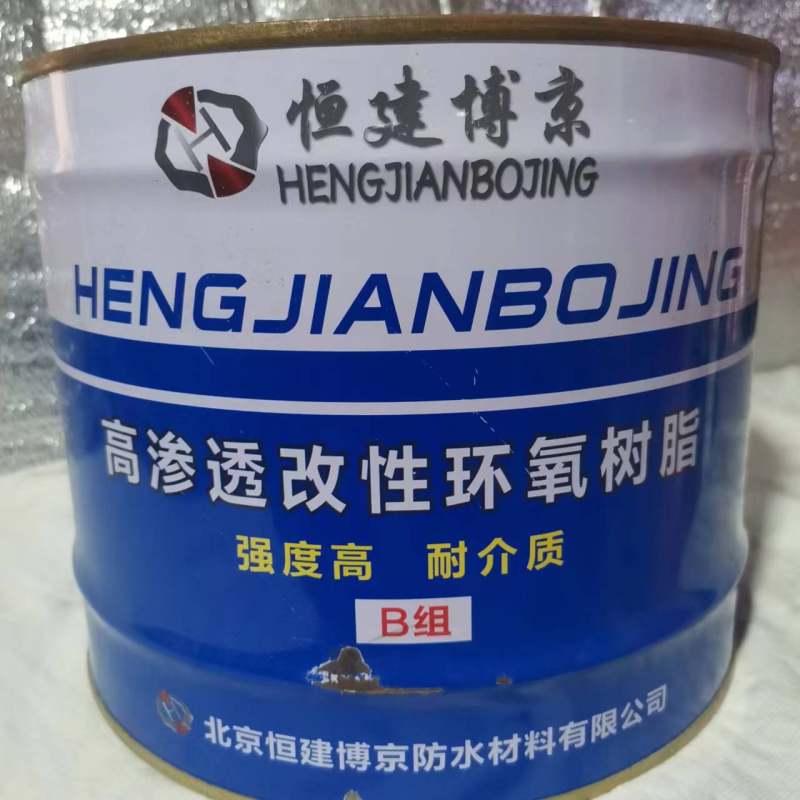 恒建博京
HENGJIANBOJING
HENGJIANBOJING
高渗透改性环氧树脂
强度高 耐介质
B组
北京恒建博京防水材料有限公司